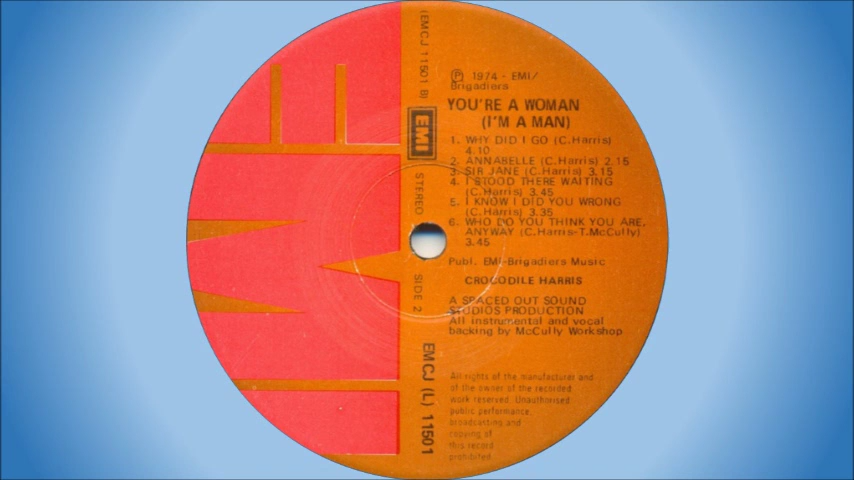 (EMCJ 11501 B)
EMI
STEREO
SIDE 2
EMCJ (L) 11501
Ⓟ 1974 - EMI/
Brigadiers
YOU'RE A WOMAN
(I'M A MAN)
1. WHY DID I GO (C.Harris)
4.10
2. ANNABELLE (C.Harris) 2.15
3. SIR JANE (C.Harris) 3.15
4. I STOOD THERE WAITING
(C.Harris) 3.45
5. I KNOW I DID YOU WRONG
(C.Harris) 3.35
6. WHO DO YOU THINK YOU ARE,
ANYWAY (C.Harris-T.McCully)
3.45
Publ. EMI-Brigadiers Music
CROCODILE HARRIS
A SPACED OUT SOUND
STUDIOS PRODUCTION
All instrumental and vocal
backing by McCully Workshop
All rights of the manufacturer and
of the owner of the recorded
work reserved. Unauthorised
public performance,
broadcasting and
copying of
this record
prohibited.